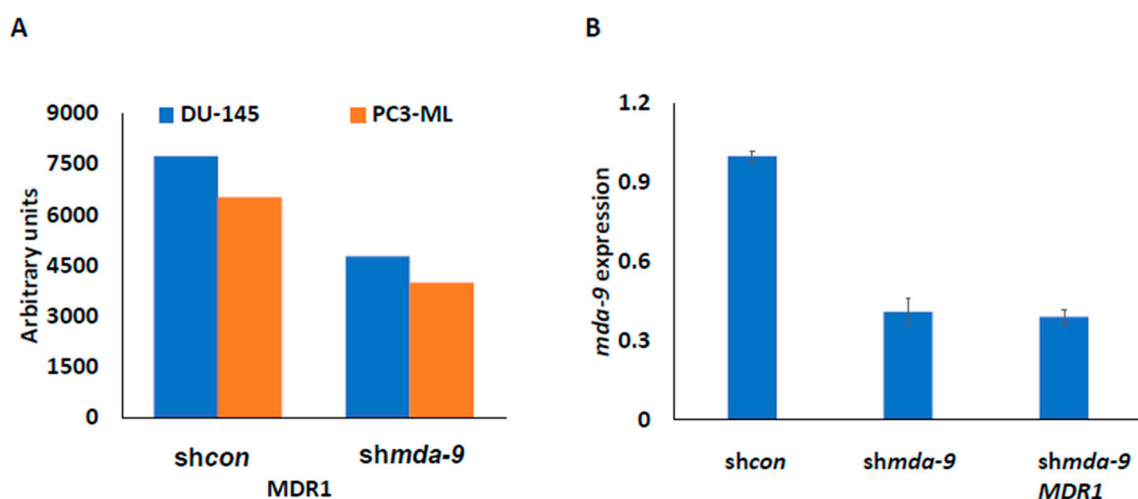 A
B
DU-145 PC3-ML
9000
7500
6000
4500
3000
1500
0
Arbitrary units
shcon shmda-9
MDR1
1.2
0.9
0.6
0.3
0
mda-9 expression
shcon shmda-9 shmda-9
MDR1